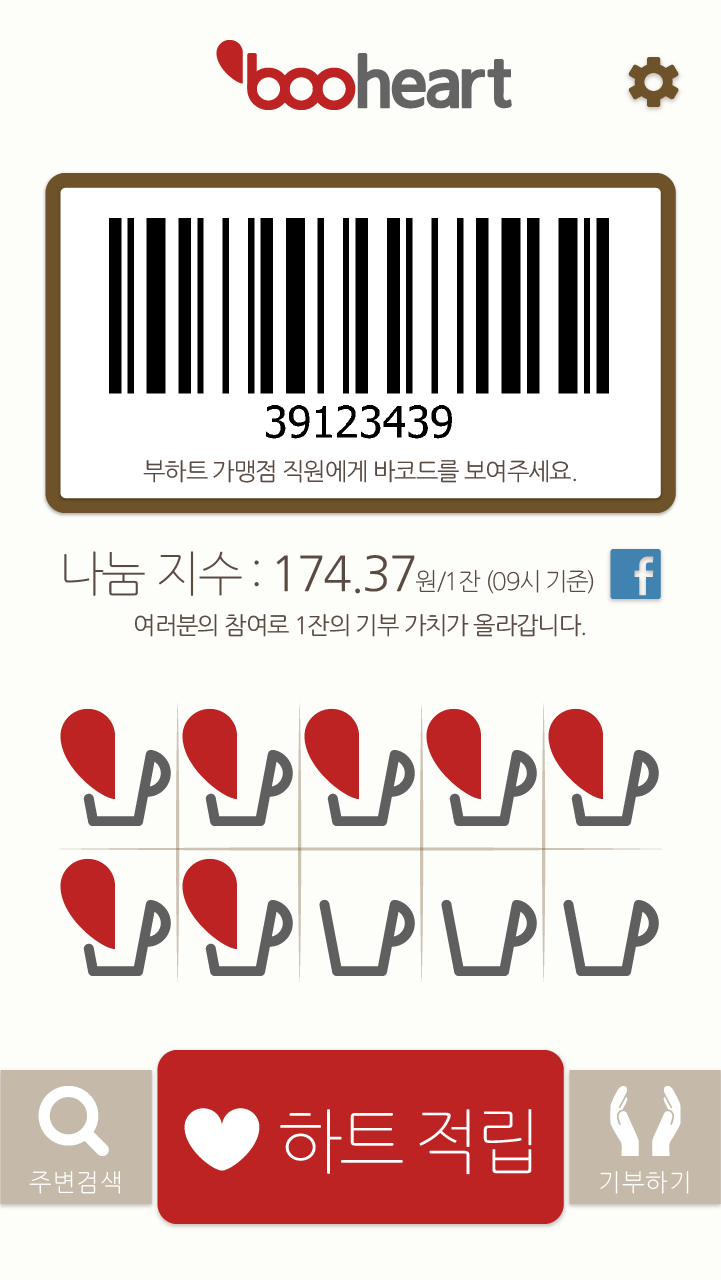 booheart
39123439
부하트 가맹점 직원에게 바코드를 보여주세요.
나눔 지수 : 174.37원/1잔 (09시 기준) f
여러분의 참여로 1잔의 기부 가치가 올라갑니다.
주변검색
하트 적립
기부하기